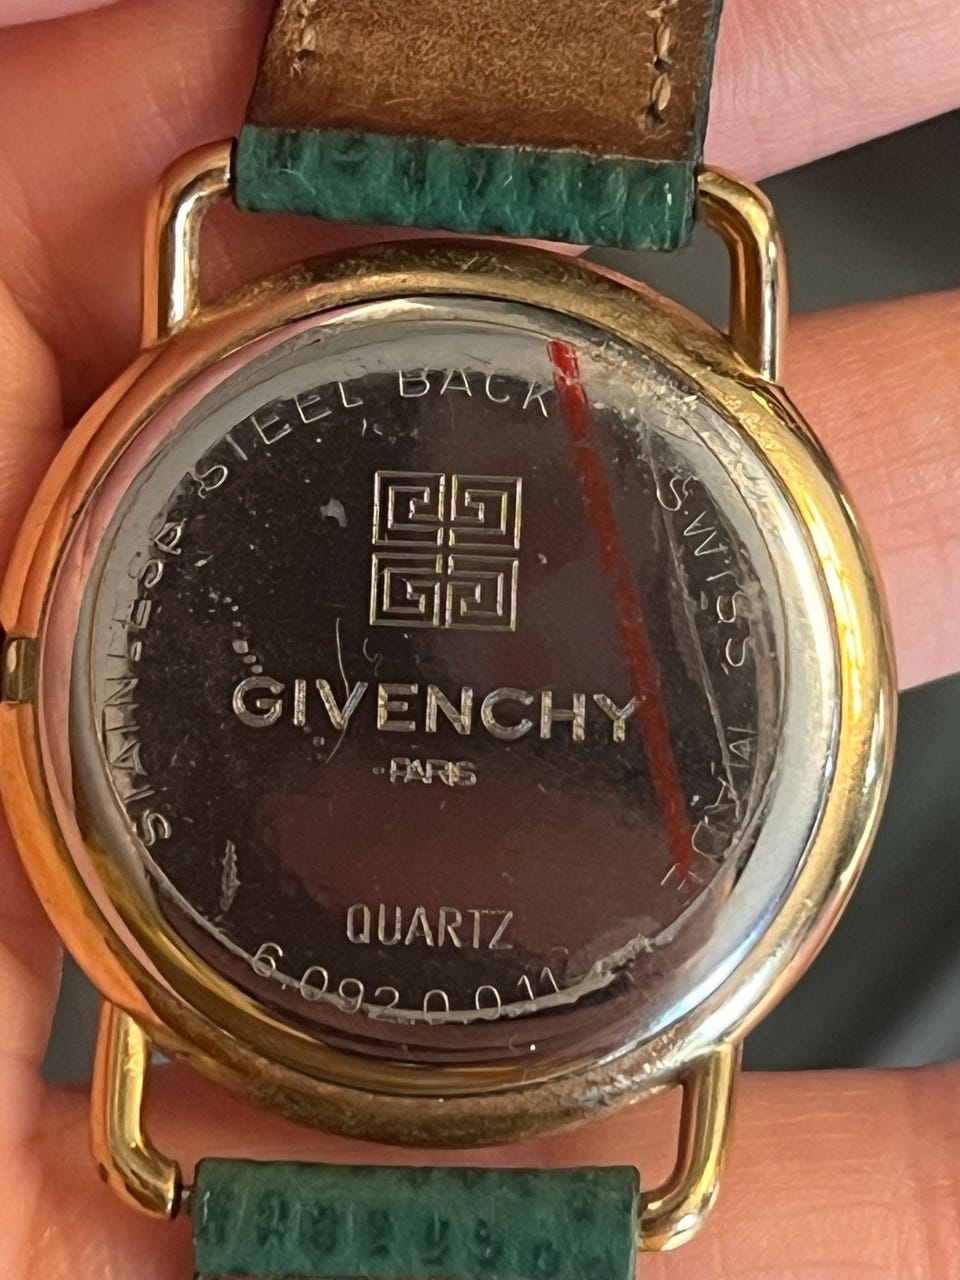 STAINLESS STEEL BACK
SWISS
GIVENCHY
PARIS
QUARTZ
6.092.0.011